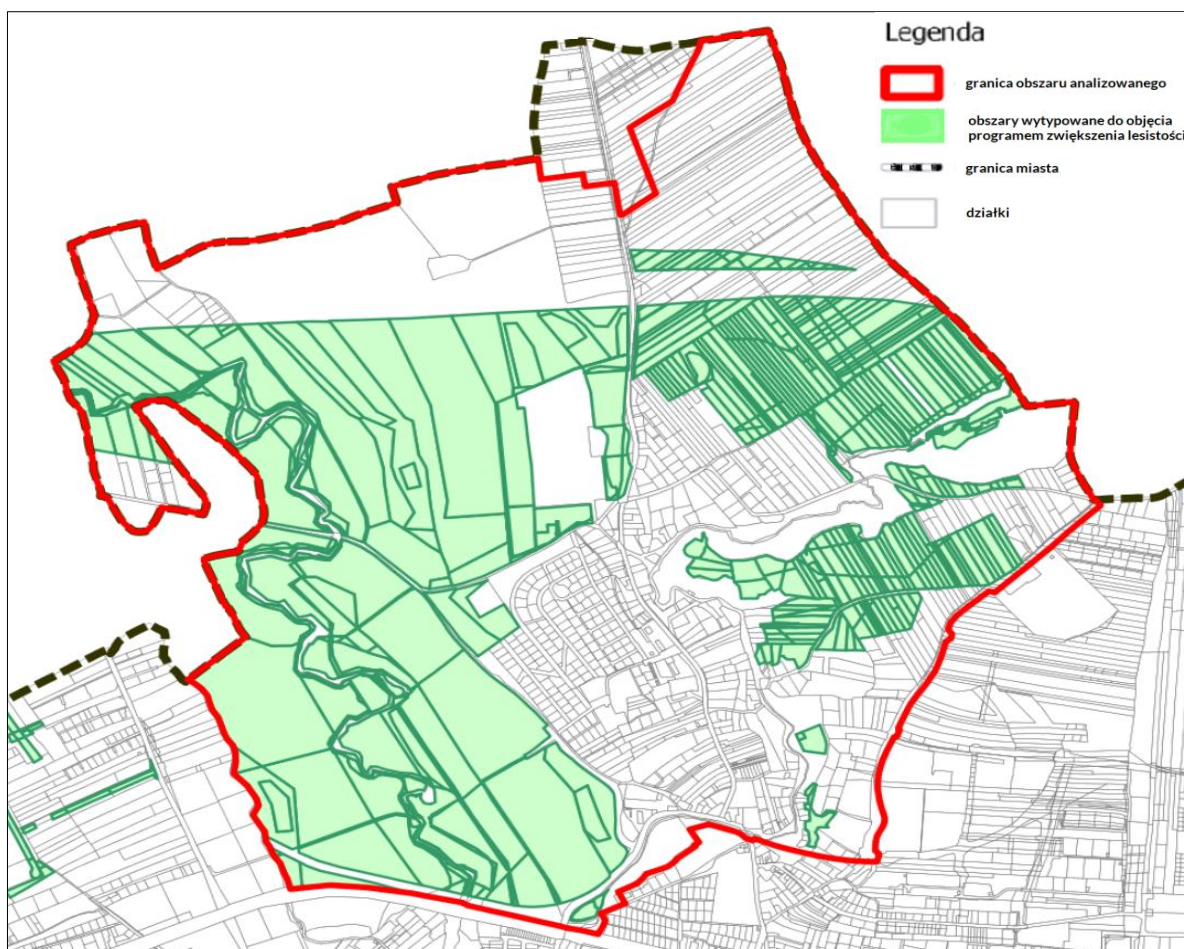 Legenda
granica obszaru analizowanego
obszary wytypowane do objęcia
programem zwiększenia lesistości
granica miasta
działki